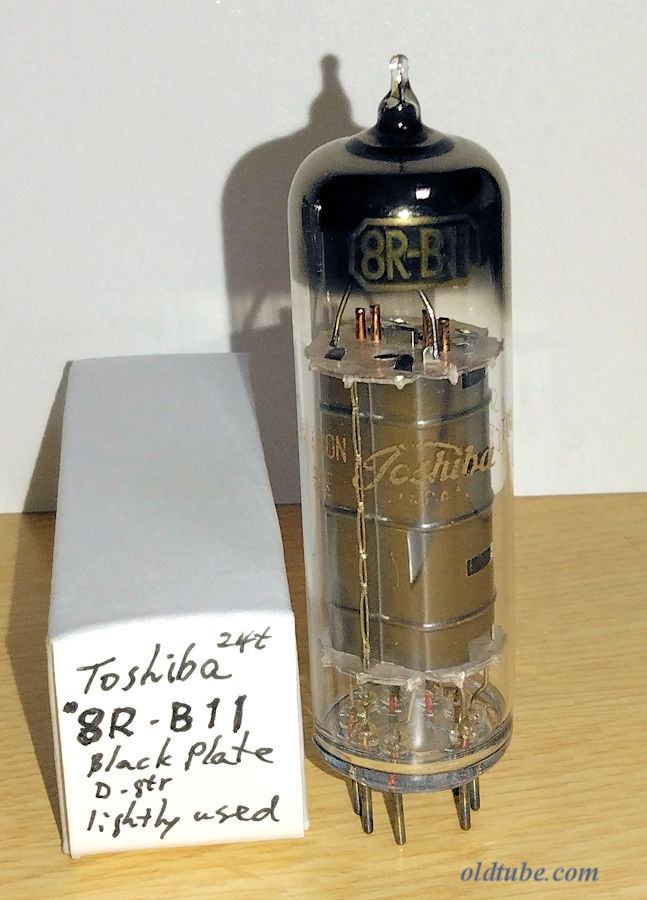 8R-B11
Toshiba
Toshiba 24t
8R-B11
Black Plate
D-gtr
lightly used
oldtube.com